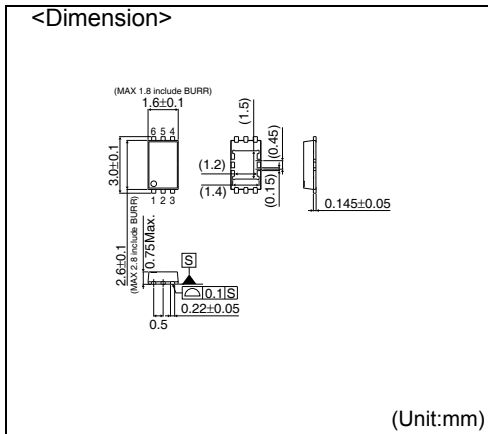 <Dimension>
(MAX 1.8 include BURR)
1.6±0.1
6 5 4
3.0±0.1
1 2 3
2.6±0.1
(MAX 2.8 include BURR)
(1.5)
(0.45)
(1.2)
(1.4)
(0.15)
0.145±0.05
0.75Max.
S
0.1 S
0.22±0.05
0.5
(Unit:mm)